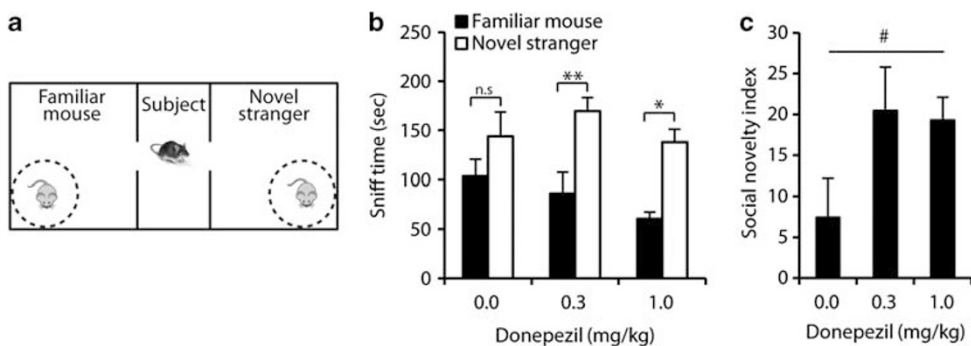 a
Familiar
mouse
Subject
Novel
stranger
b
Familiar mouse
Novel stranger
250
200
150
100
50
0
Sniff time (sec)
n.s
**
*
0.0 0.3 1.0
Donepezil (mg/kg)
c
30
25
20
15
10
5
0
Social novelty index
#
0.0 0.3 1.0
Donepezil (mg/kg)